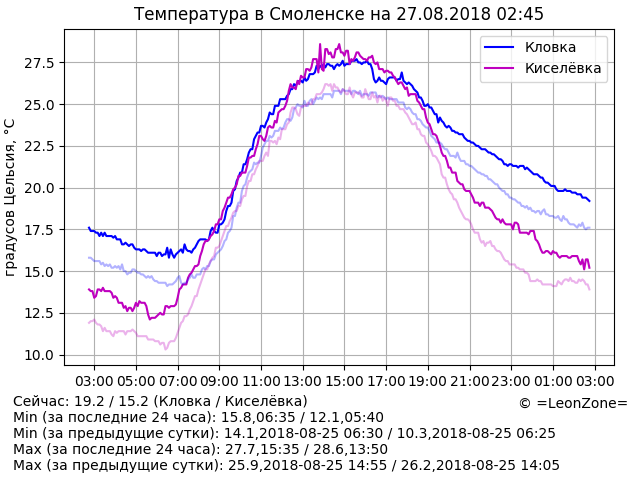 Температура в Смоленске на 27.08.2018 02:45
Кловка
Киселёвка
градусов Цельсия, °C
27.5
25.0
22.5
20.0
17.5
15.0
12.5
10.0
03:00 05:00 07:00 09:00 11:00 13:00 15:00 17:00 19:00 21:00 23:00 01:00 03:00
Сейчас: 19.2 / 15.2 (Кловка / Киселёвка)
© =LeonZone=
Min (за последние 24 часа): 15.8,06:35 / 12.1,05:40
Min (за предыдущие сутки): 14.1,2018-08-25 06:30 / 10.3,2018-08-25 06:25
Max (за последние 24 часа): 27.7,15:35 / 28.6,13:50
Max (за предыдущие сутки): 25.9,2018-08-25 14:55 / 26.2,2018-08-25 14:05